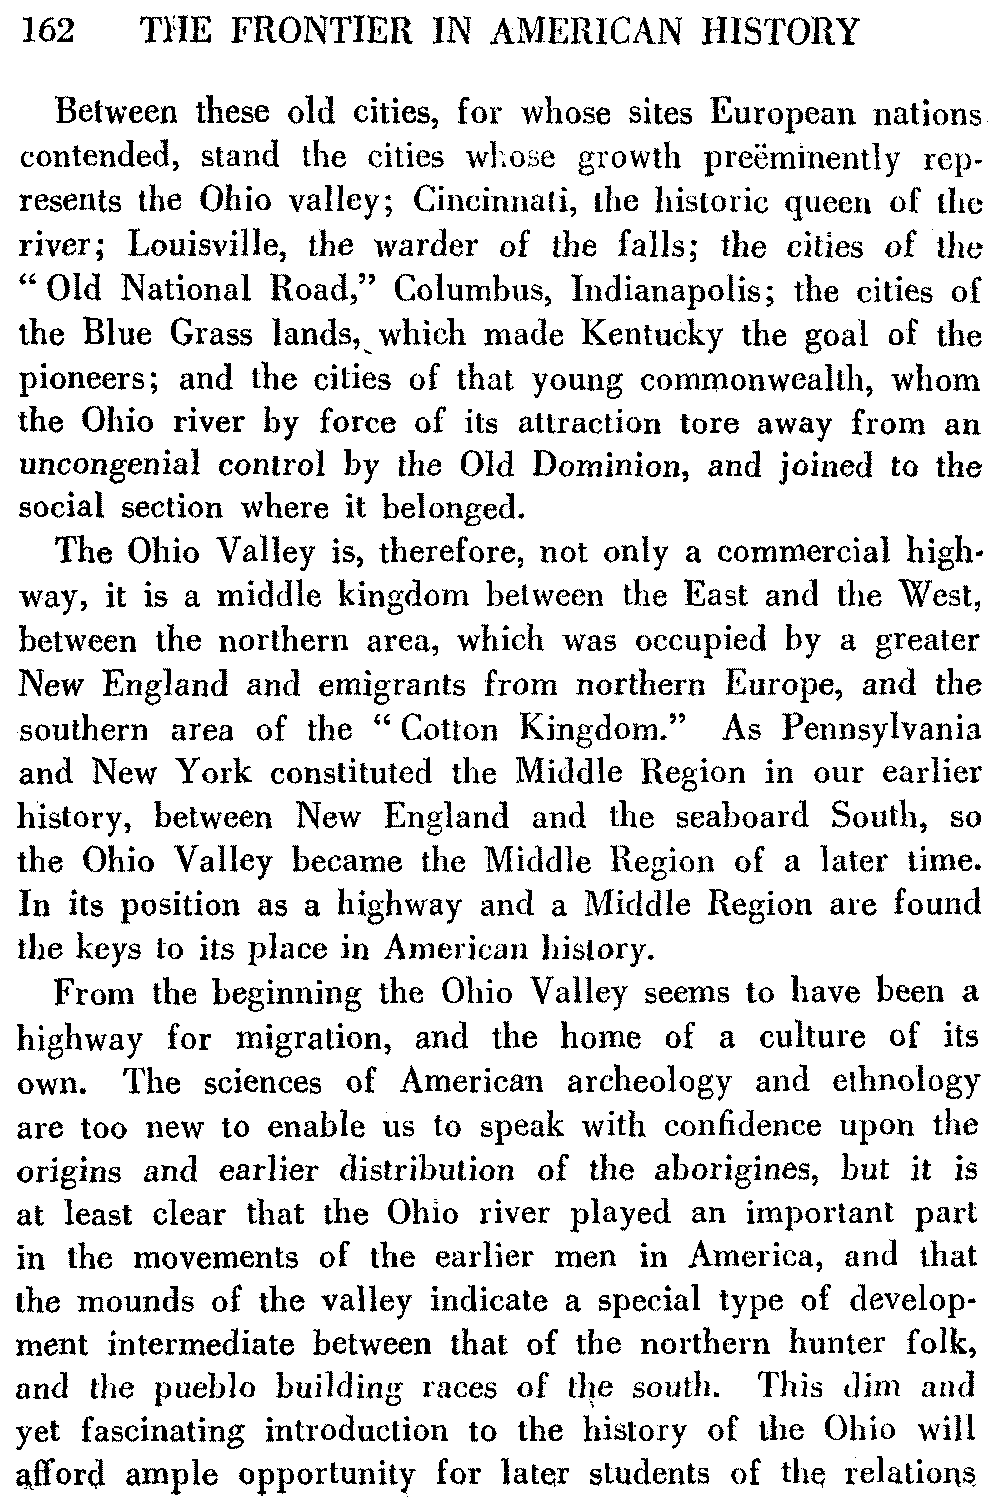 162 THE FRONTIER IN AMERICAN HISTORY
Between these old cities, for whose sites European nations
contended, stand the cities whose growth preëminently rep-
resents the Ohio valley; Cincinnati, the historic queen of the
river; Louisville, the warder of the falls; the cities of the
“Old National Road,” Columbus, Indianapolis; the cities of
the Blue Grass lands, which made Kentucky the goal of the
pioneers; and the cities of that young commonwealth, whom
the Ohio river by force of its attraction tore away from an
uncongenial control by the Old Dominion, and joined to the
social section where it belonged.
The Ohio Valley is, therefore, not only a commercial high-
way, it is a middle kingdom between the East and the West,
between the northern area, which was occupied by a greater
New England and emigrants from northern Europe, and the
southern area of the “Cotton Kingdom.” As Pennsylvania
and New York constituted the Middle Region in our earlier
history, between New England and the seaboard South, so
the Ohio Valley became the Middle Region of a later time.
In its position as a highway and a Middle Region are found
the keys to its place in American history.
From the beginning the Ohio Valley seems to have been a
highway for migration, and the home of a culture of its
own. The sciences of American archeology and ethnology
are too new to enable us to speak with confidence upon the
origins and earlier distribution of the aborigines, but it is
at least clear that the Ohio river played an important part
in the movements of the earlier men in America, and that
the mounds of the valley indicate a special type of develop-
ment intermediate between that of the northern hunter folk,
and the pueblo building races of the south. This dim and
yet fascinating introduction to the history of the Ohio will
afford ample opportunity for later students of the relations